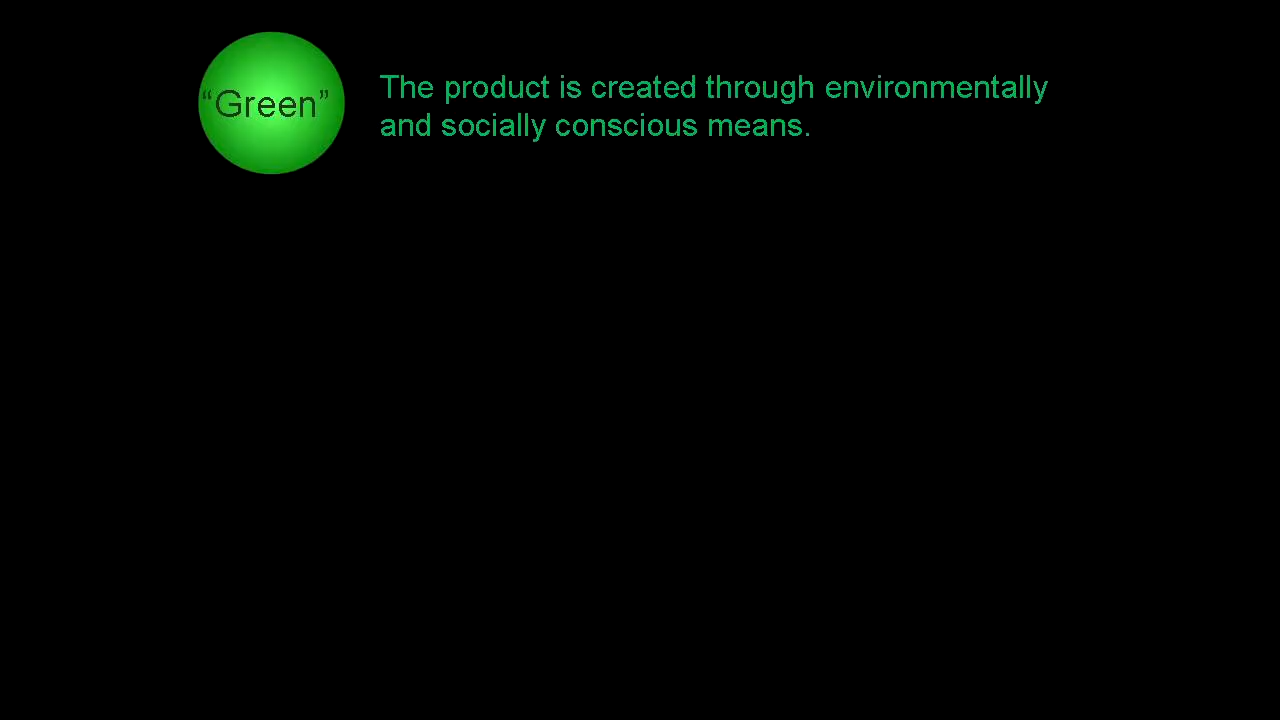 “Green”
The product is created through environmentally
and socially conscious means.